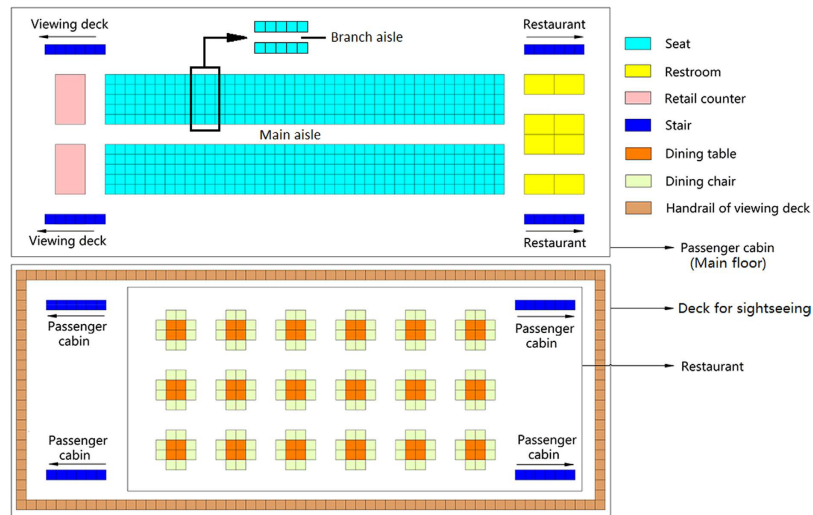 Viewing deck
Branch aisle
Restaurant
Main aisle
Viewing deck
Restaurant
Seat
Restroom
Retail counter
Stair
Dining table
Dining chair
Handrail of viewing deck
Passenger cabin
(Main floor)
Deck for sightseeing
Restaurant
Passenger
cabin
Passenger
cabin
Passenger
cabin
Passenger
cabin